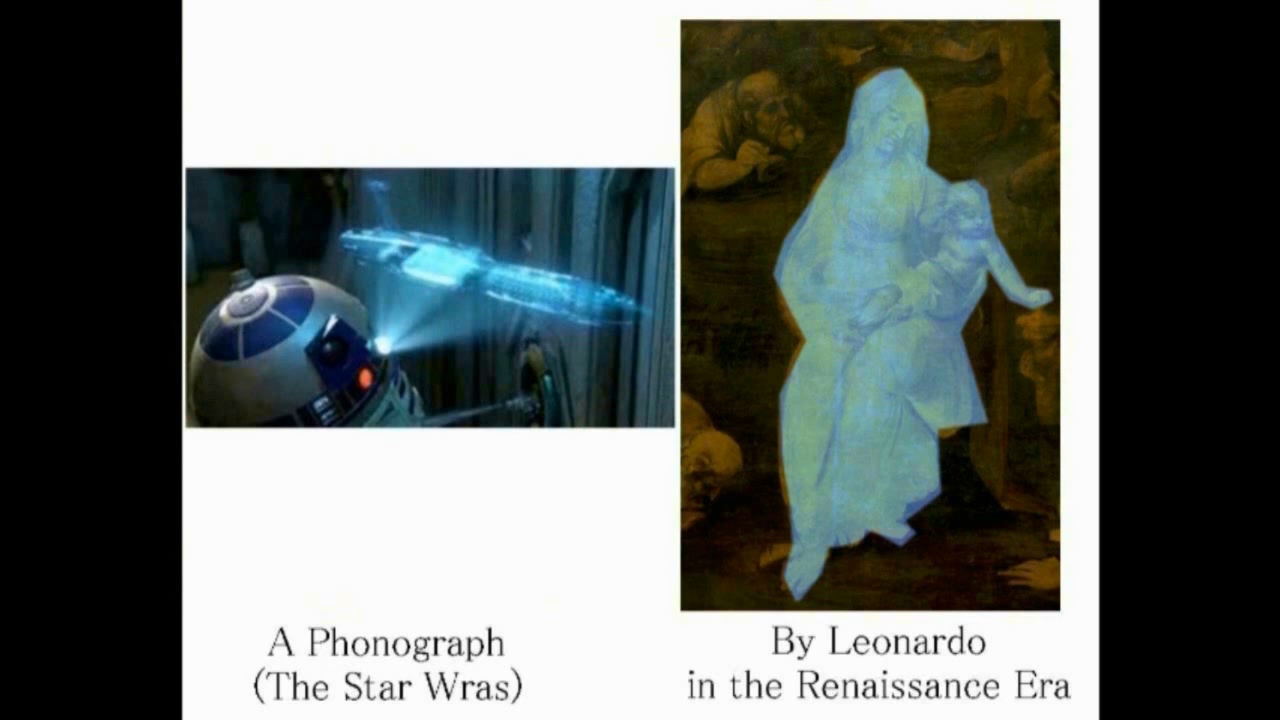 A Phonograph
(The Star Wras)
By Leonardo
in the Renaissance Era